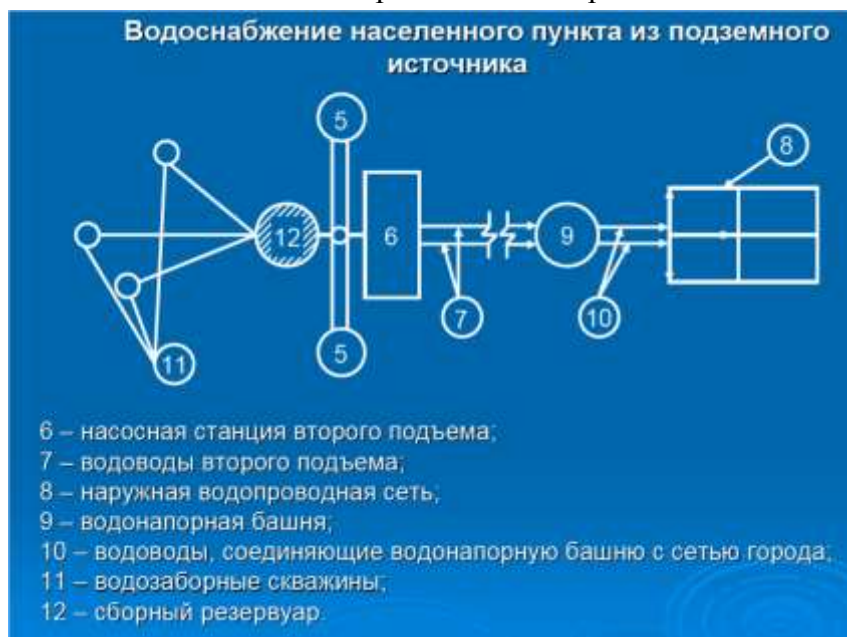 Водоснабжение населенного пункта из подземного
источника
5
8
12
6
9
7
10
11
5
6 – насосная станция второго подъема;
7 – водоводы второго подъема;
8 – наружная водопроводная сеть;
9 – водонапорная башня;
10 – водоводы, соединяющие водонапорную башню с сетью города;
11 – водозаборные скважины;
12 – сборный резервуар.